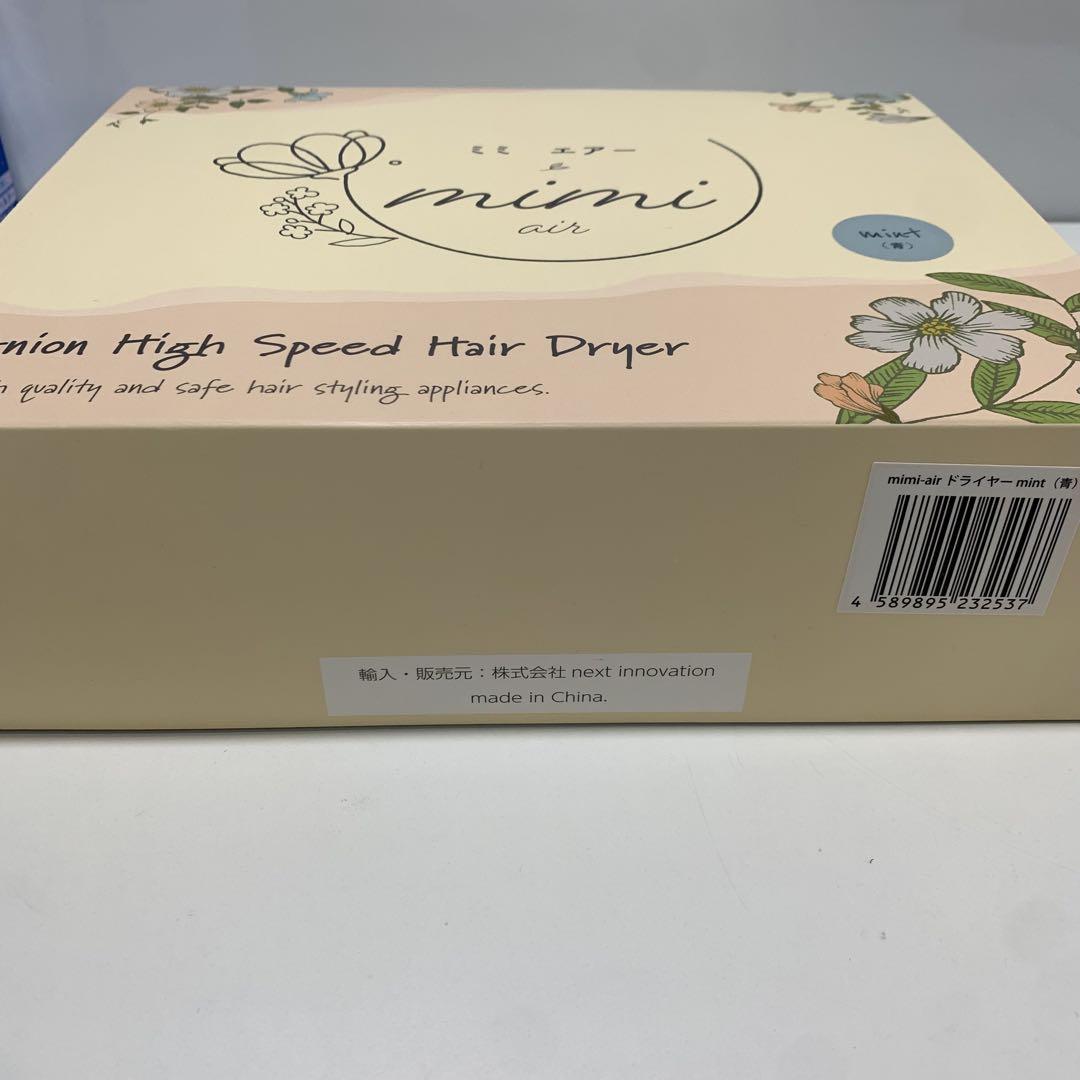 ミミ エアー
mimi
air
mint
（青）
High Speed Hair Dryer
quality and safe hair styling appliances.
mimi-air ドライヤー mint（青）
4 589895 232537
輸入・販売元：株式会社 next innovation
made in China.